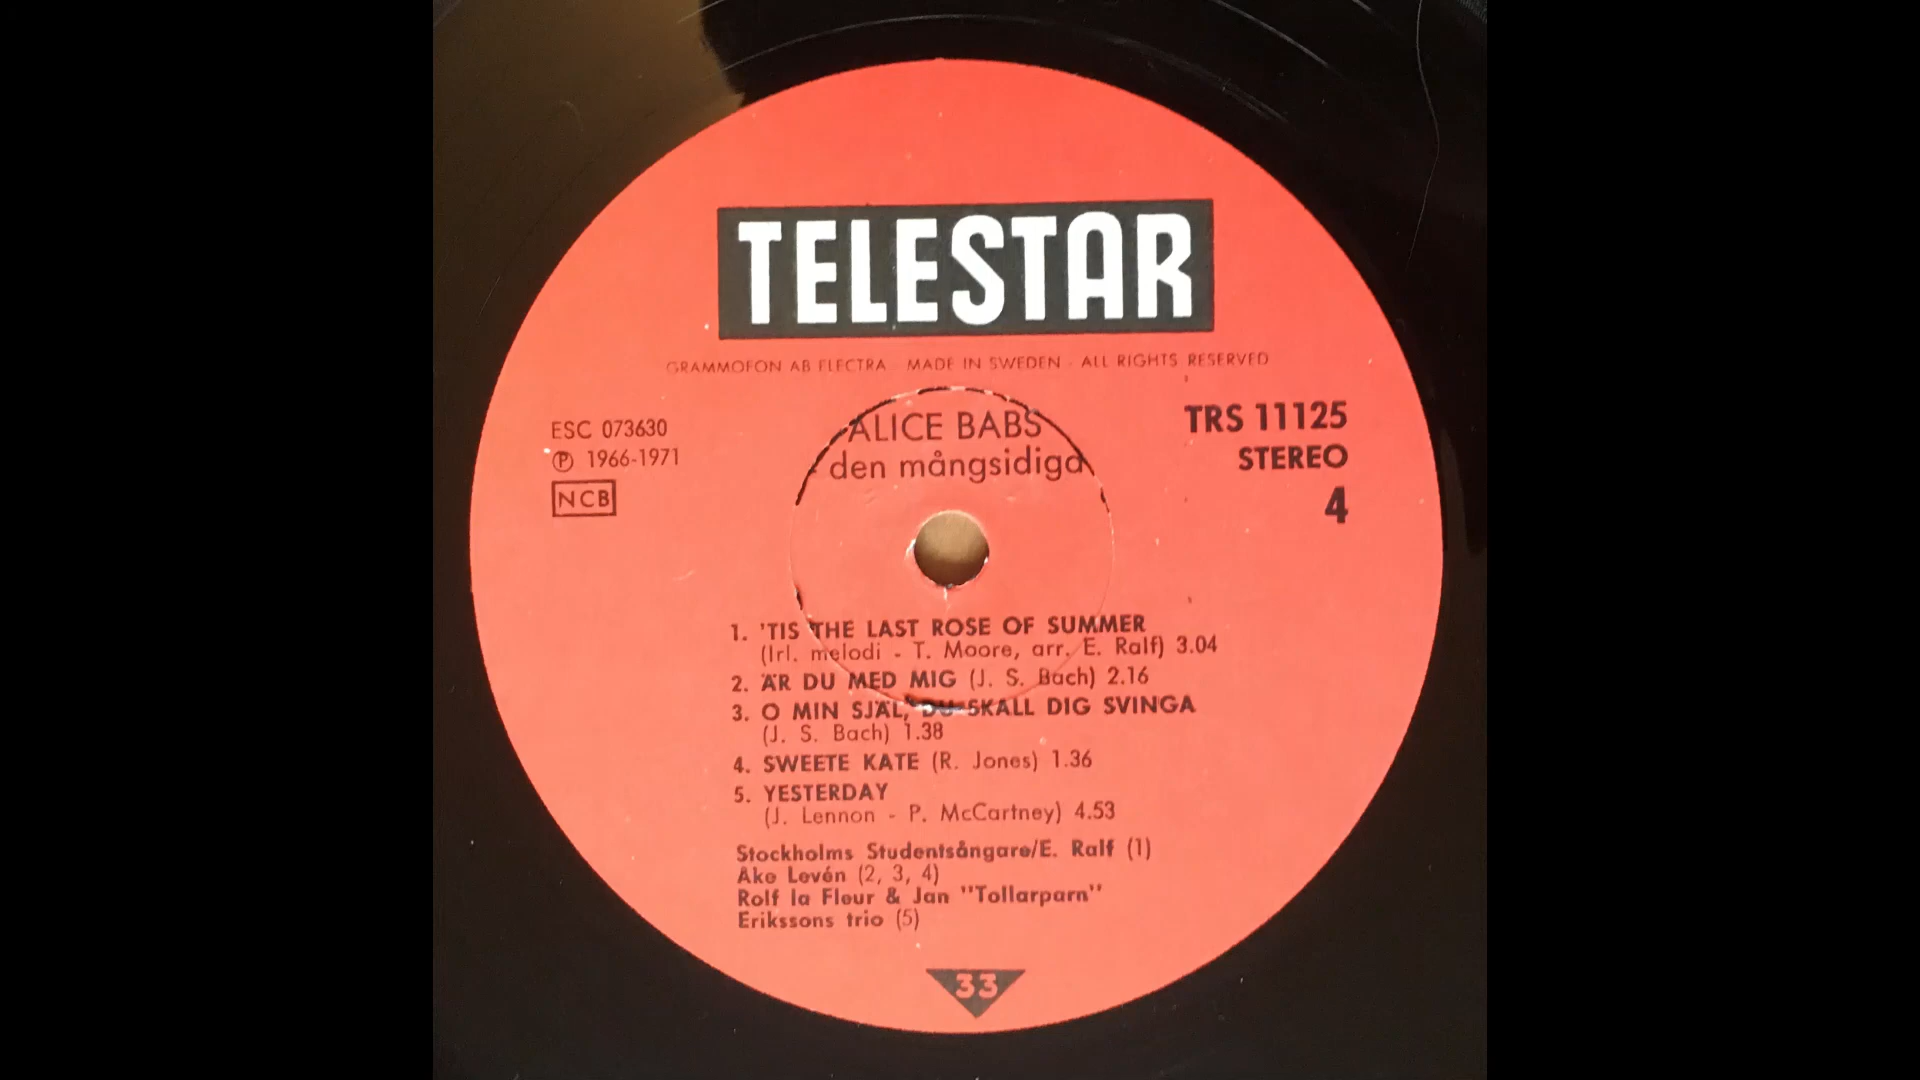 TELESTAR
GRAMMOFON AB ELECTRA - MADE IN SWEDEN - ALL RIGHTS RESERVED
ESC 073630
Ⓟ 1966-1971
NCB
ALICE BABS
den mångsidiga
TRS 11125
STEREO
4
1. 'TIS THE LAST ROSE OF SUMMER
(Irl. melodi - T. Moore, arr. E. Ralf) 3.04
2. ÄR DU MED MIG (J. S. Bach) 2.16
3. O MIN SJÄL, DU SKALL DIG SVINGA
(J. S. Bach) 1.38
4. SWEETE KATE (R. Jones) 1.36
5. YESTERDAY
(J. Lennon - P. McCartney) 4.53
Stockholms Studentsångare/E. Ralf (1)
Åke Levén (2, 3, 4)
Rolf la Fleur & Jan "Tollarparn"
Erikssons trio (5)
33